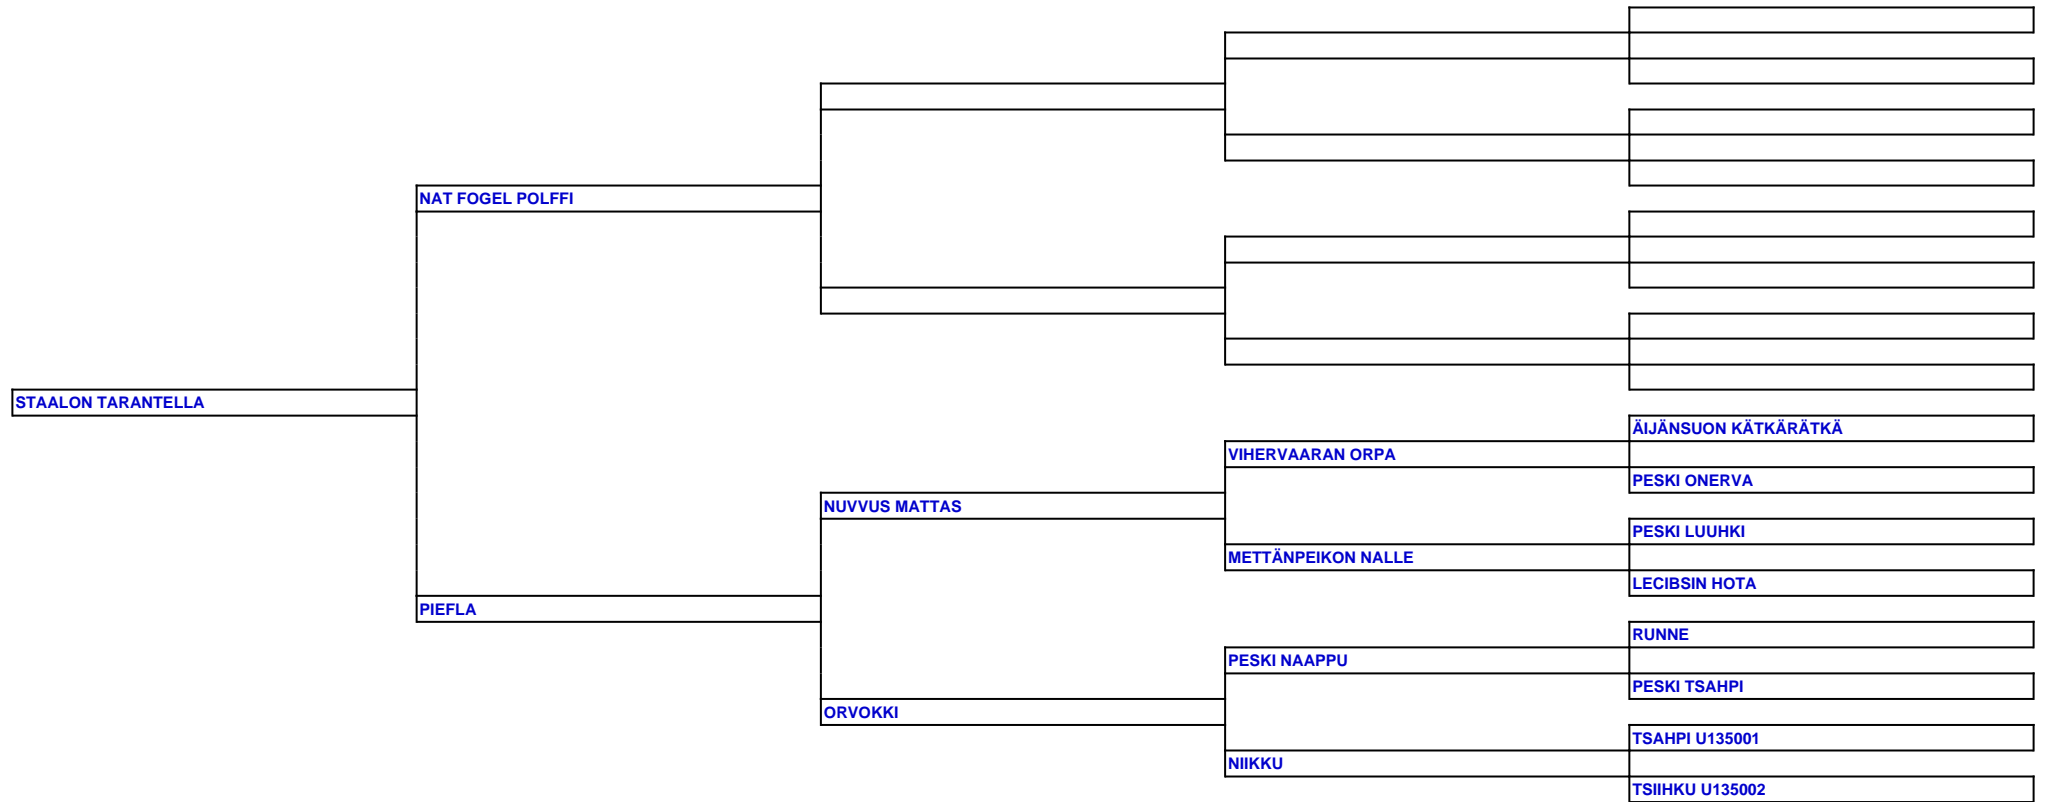 NAT FOGEL POLFFI
STAALON TARANTELLA
ÄIJÄNSUON KÄTKÄRÄTKÄ
VIHERVAARAN ORPA
PESKI ONERVA
NUVVUS MATTAS
PESKI LUUHKI
METTÄNPEIKON NALLE
LECIBSIN HOTA
PIEFLA
RUNNE
PESKI NAAPPU
PESKI TSAHPI
ORVOKKI
TSAHPI U135001
NIIKKU
TSIIHKU U135002